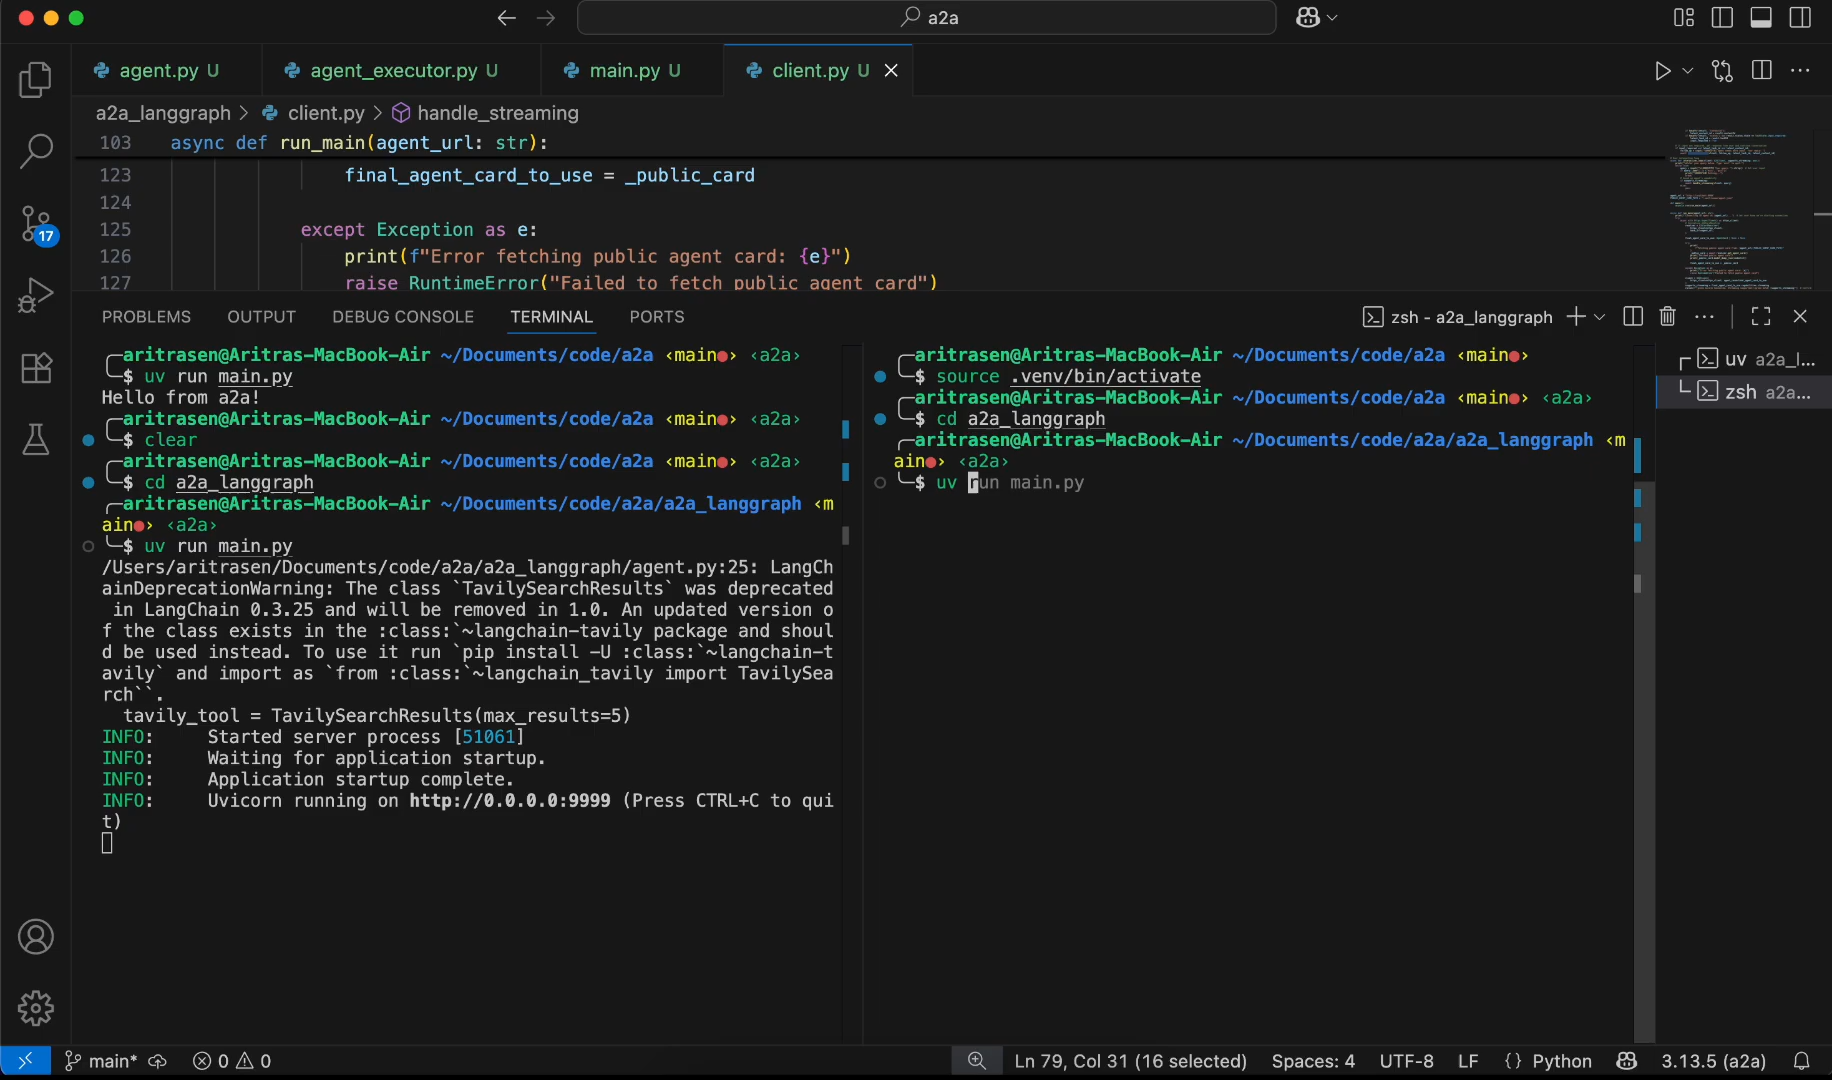 a2a
agent.py U
agent_executor.py U
main.py U
client.py U
a2a_langgraph > client.py > handle_streaming
103 async def run_main(agent_url: str):
123 final_agent_card_to_use = _public_card
124
125 except Exception as e:
126 print(f"Error fetching public agent card: {e}")
127 raise RuntimeError("Failed to fetch public agent card")
17
PROBLEMS OUTPUT DEBUG CONSOLE TERMINAL PORTS
zsh - a2a_langgraph
aritrasen@Aritras-MacBook-Air ~/Documents/code/a2a ‹main●› ‹a2a›
$ uv run main.py
Hello from a2a!
aritrasen@Aritras-MacBook-Air ~/Documents/code/a2a ‹main●› ‹a2a›
$ clear
aritrasen@Aritras-MacBook-Air ~/Documents/code/a2a ‹main●› ‹a2a›
$ cd a2a_langgraph
aritrasen@Aritras-MacBook-Air ~/Documents/code/a2a/a2a_langgraph ‹m
ain●› ‹a2a›
$ uv run main.py
/Users/aritrasen/Documents/code/a2a/a2a_langgraph/agent.py:25: LangCh
ainDeprecationWarning: The class `TavilySearchResults` was deprecated
in LangChain 0.3.25 and will be removed in 1.0. An updated version o
f the class exists in the :class:`~langchain-tavily package and shoul
d be used instead. To use it run `pip install -U :class:`~langchain-t
avily` and import as `from :class:`~langchain_tavily import TavilySea
rch``.
tavily_tool = TavilySearchResults(max_results=5)
INFO: Started server process [51061]
INFO: Waiting for application startup.
INFO: Application startup complete.
INFO: Uvicorn running on http://0.0.0.0:9999 (Press CTRL+C to qui
t)
aritrasen@Aritras-MacBook-Air ~/Documents/code/a2a ‹main●›
$ source .venv/bin/activate
aritrasen@Aritras-MacBook-Air ~/Documents/code/a2a ‹main●› ‹a2a›
$ cd a2a_langgraph
aritrasen@Aritras-MacBook-Air ~/Documents/code/a2a/a2a_langgraph ‹m
ain●› ‹a2a›
$ uv run main.py
uv a2a_l...
zsh a2a...
main* 0 0
Ln 79, Col 31 (16 selected) Spaces: 4 UTF-8 LF {} Python 3.13.5 (a2a)